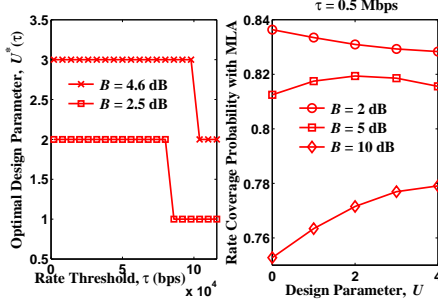 τ = 0.5 Mbps
Optimal Design Parameter, U*(τ)
3.5
3
2.5
2
1.5
1
0.5
B = 4.6 dB
B = 2.5 dB
0
5
10
× 10⁴
Rate Threshold, τ (bps)
Rate Coverage Probability with MLA
0.84
0.82
0.8
0.78
0.76
B = 2 dB
B = 5 dB
B = 10 dB
0
2
4
Design Parameter, U